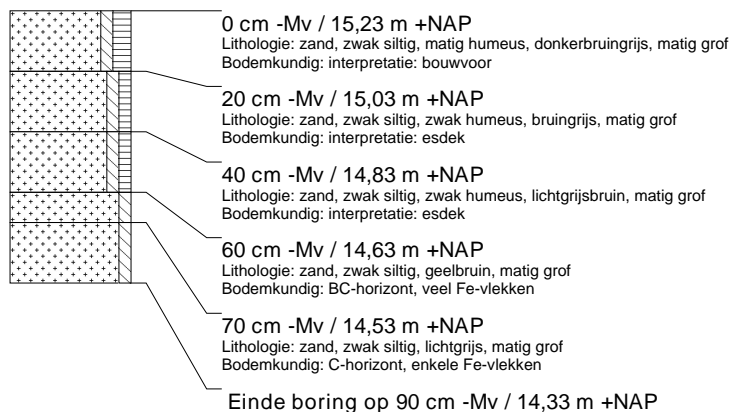 0 cm -Mv / 15,23 m +NAP
Lithologie: zand, zwak siltig, matig humeus, donkerbruingrijs, matig grof
Bodemkundig: interpretatie: bouwvoor
20 cm -Mv / 15,03 m +NAP
Lithologie: zand, zwak siltig, zwak humeus, bruingrijs, matig grof
Bodemkundig: interpretatie: esdek
40 cm -Mv / 14,83 m +NAP
Lithologie: zand, zwak siltig, zwak humeus, lichtgrijsbruin, matig grof
Bodemkundig: interpretatie: esdek
60 cm -Mv / 14,63 m +NAP
Lithologie: zand, zwak siltig, geelbruin, matig grof
Bodemkundig: BC-horizont, veel Fe-vlekken
70 cm -Mv / 14,53 m +NAP
Lithologie: zand, zwak siltig, lichtgrijs, matig grof
Bodemkundig: C-horizont, enkele Fe-vlekken
Einde boring op 90 cm -Mv / 14,33 m +NAP